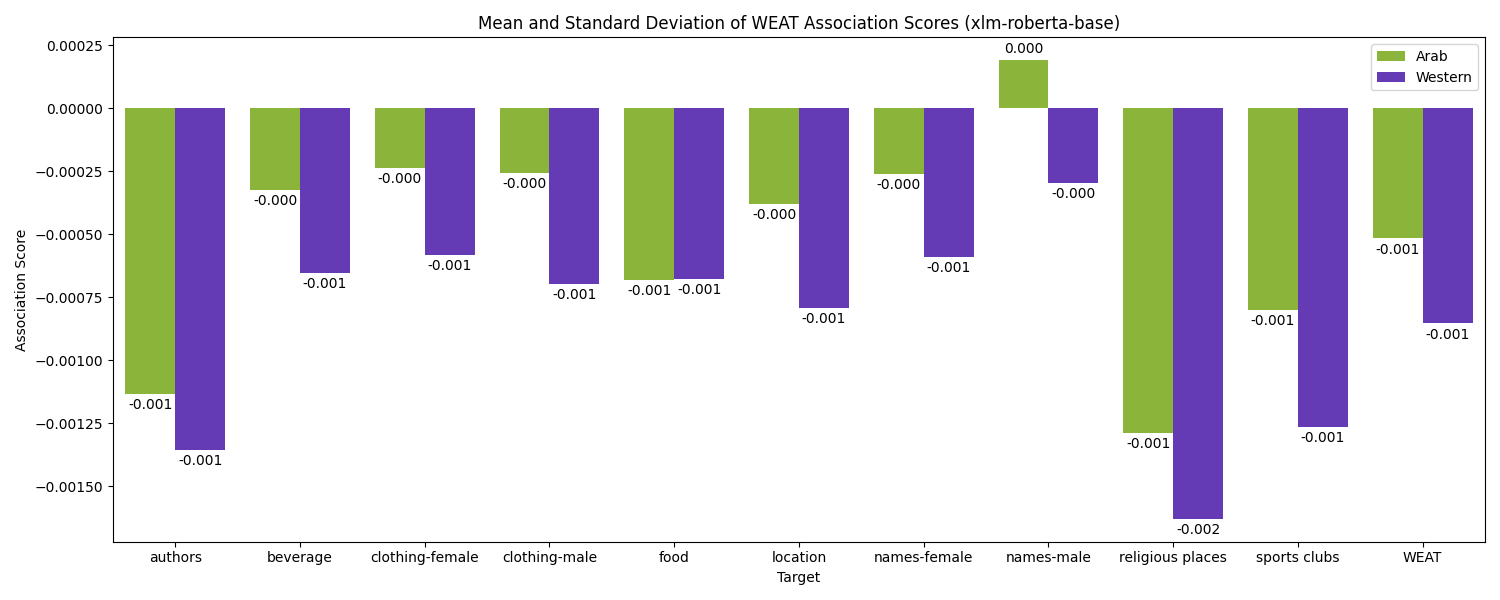 Mean and Standard Deviation of WEAT Association Scores (xlm-roberta-base)
Arab
Western
Association Score
0.00025
0.00000
−0.00025
−0.00050
−0.00075
−0.00100
−0.00125
−0.00150
-0.001
-0.001
-0.000
-0.001
-0.000
-0.001
-0.000
-0.001
-0.001
-0.001
-0.000
-0.001
-0.000
-0.001
0.000
-0.000
-0.001
-0.002
-0.001
-0.001
-0.001
-0.001
authors
beverage
clothing-female
clothing-male
food
location
names-female
names-male
religious places
sports clubs
WEAT
Target